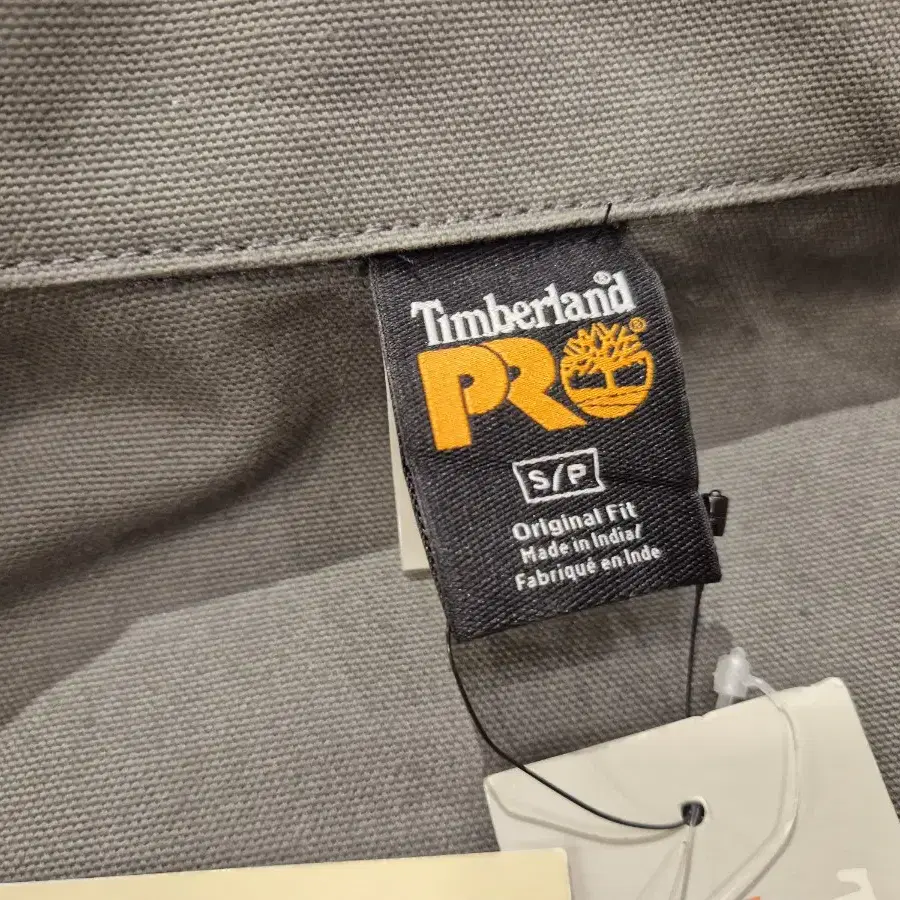 Timberland®
PRO®
S/P
Original Fit
Made in India/
Fabriqué en Inde